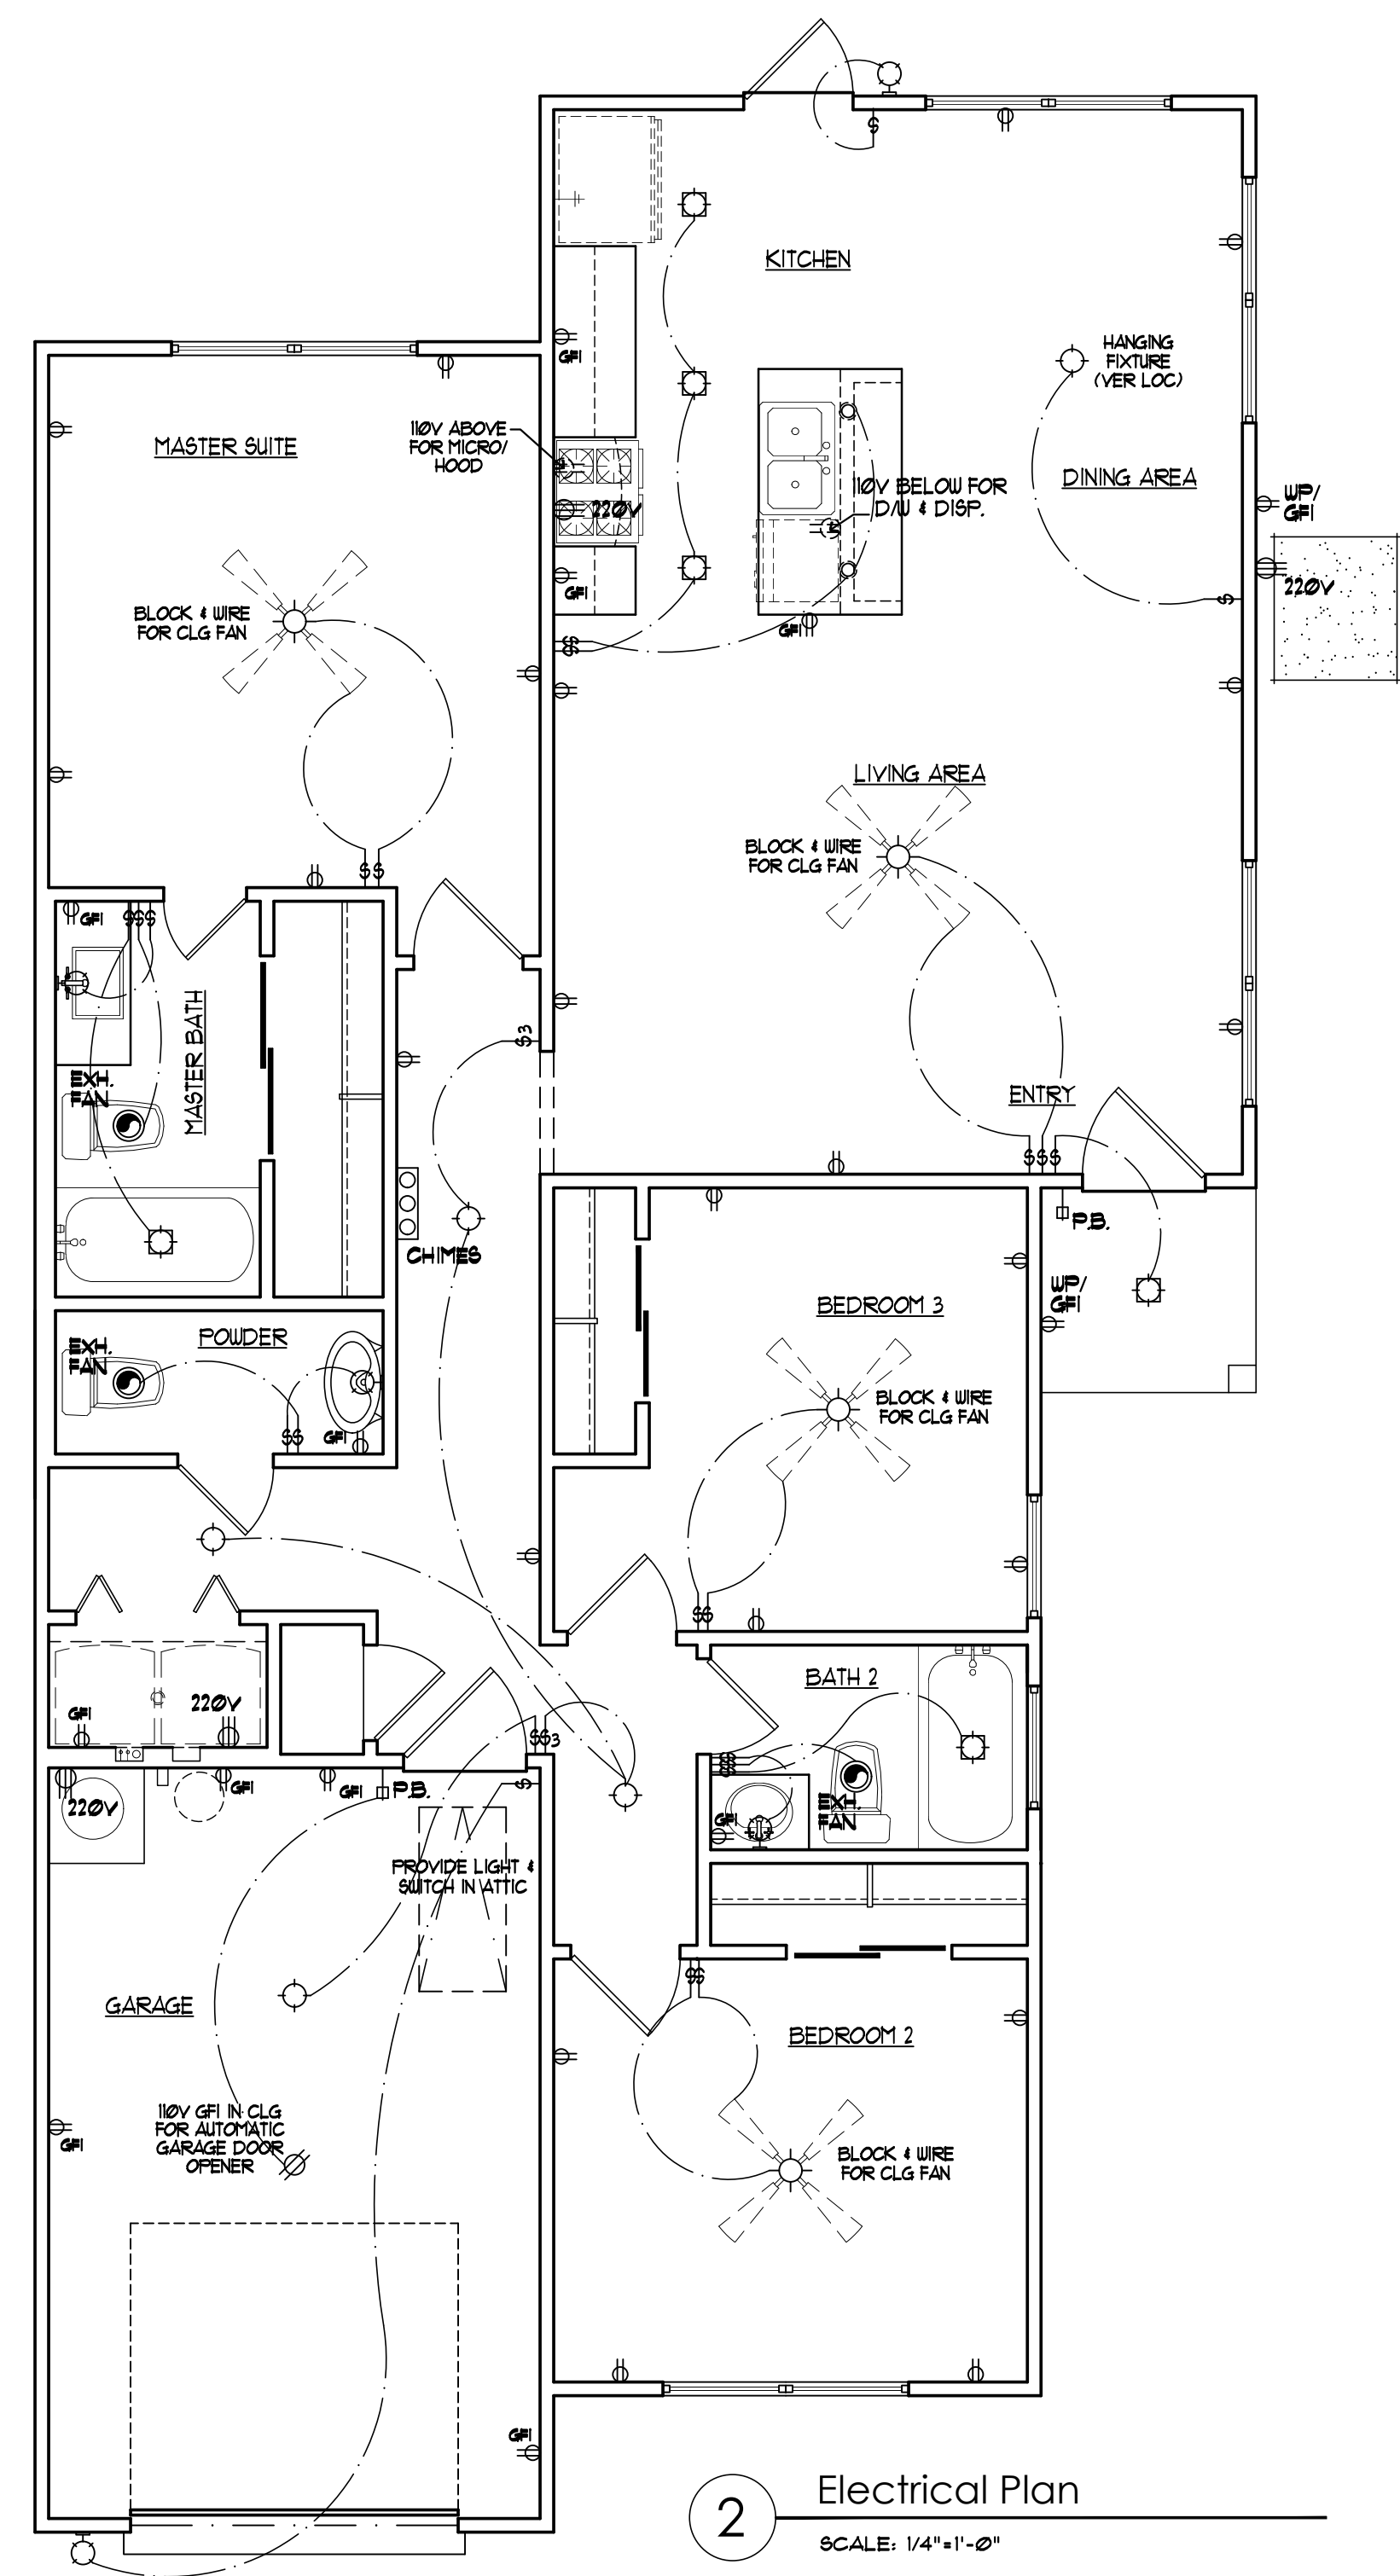 KITCHEN
HANGING
FIXTURE
(VER LOC)
MASTER SUITE
GFI
110V ABOVE
FOR MICRO/
HOOD
220V
110V BELOW FOR
D/W & DISP.
DINING AREA
WP/
GFI
220V
GFI
GFI
BLOCK & WIRE
FOR CLG FAN
$
$
$$
LIVING AREA
BLOCK & WIRE
FOR CLG FAN
$$
GFI
$$$
MASTER BATH
EXT.
FAN
$3
ENTRY
$$$
P.B.
CHIMES
WP/
GFI
BEDROOM 3
POWDER
EXT.
FAN
$$
GFI
BLOCK & WIRE
FOR CLG FAN
$$
BATH 2
GFI
220V
$$3
$
$$$
GFI
EXT.
FAN
220V
GFI
GFI
P.B.
PROVIDE LIGHT &
SWITCH IN ATTIC
GARAGE
$$
BEDROOM 2
110V GFI IN CLG
FOR AUTOMATIC
GARAGE DOOR
OPENER
GFI
BLOCK & WIRE
FOR CLG FAN
GFI
2
Electrical Plan
SCALE: 1/4"=1'-0"